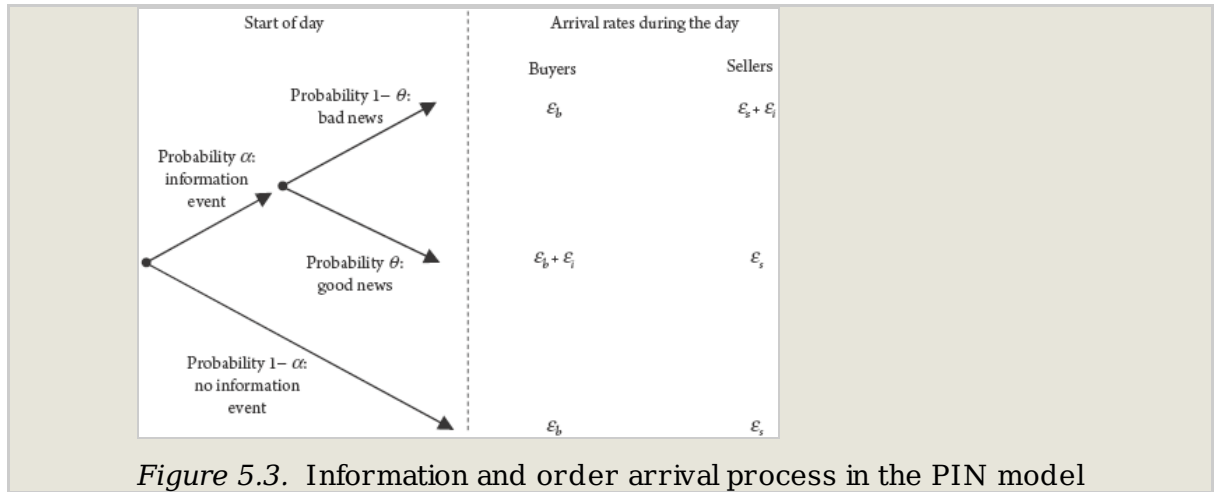 Start of day
Arrival rates during the day
Buyers
Sellers
Probability 1– θ:
bad news
ε_b
ε_s + ε_i
Probability α:
information
event
Probability θ:
good news
ε_b + ε_i
ε_s
Probability 1– α:
no information
event
ε_b
ε_s
Figure 5.3. Information and order arrival process in the PIN model